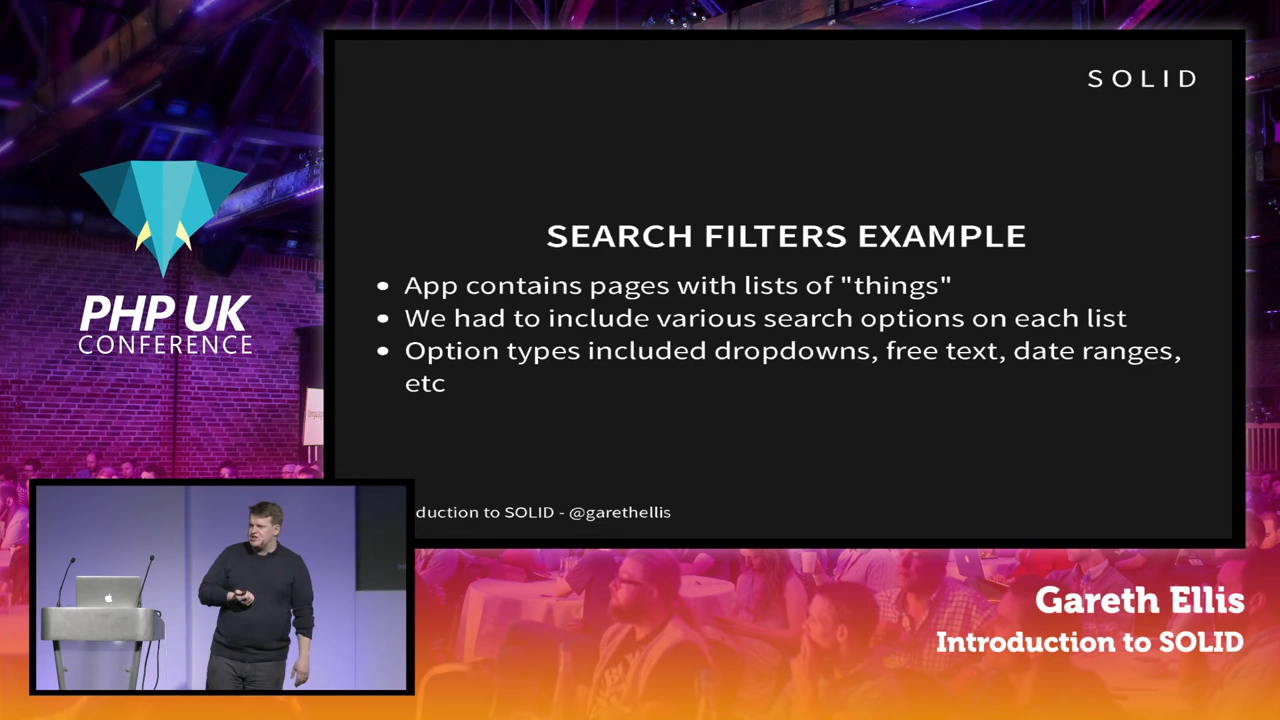 SOLID
SEARCH FILTERS EXAMPLE
App contains pages with lists of "things"
We had to include various search options on each list
Option types included dropdowns, free text, date ranges,
etc
duction to SOLID - @garethellis
PHP UK
CONFERENCE
Gareth Ellis
Introduction to SOLID